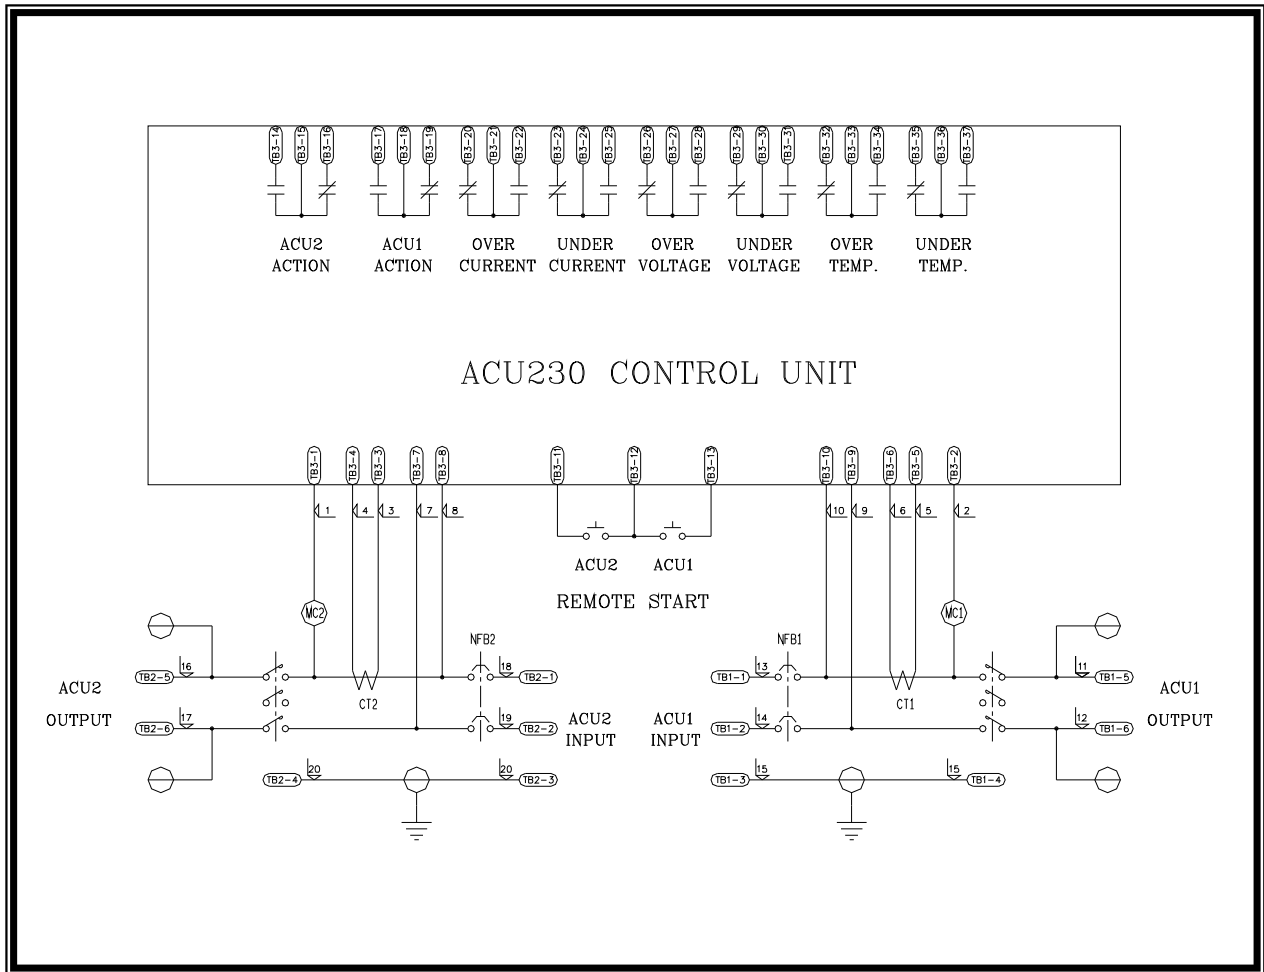 TB3-14 TB3-15 TB3-16 TB3-17 TB3-18 TB3-19 TB3-20 TB3-21 TB3-22 TB3-23 TB3-24 TB3-25 TB3-26 TB3-27 TB3-28 TB3-29 TB3-30 TB3-31 TB3-32 TB3-33 TB3-34 TB3-35 TB3-36 TB3-37
ACU2 ACU1 OVER UNDER OVER UNDER OVER UNDER
ACTION ACTION CURRENT CURRENT VOLTAGE VOLTAGE TEMP. TEMP.
ACU230 CONTROL UNIT
TB3-1 TB3-4 TB3-3 TB3-7 TB3-8 TB3-11 TB3-12 TB3-13 TB3-10 TB3-9 TB3-6 TB3-5 TB3-2
1 4 3 7 8 10 9 6 5 2
ACU2 ACU1
REMOTE START
MC2 MC1
NFB2 NFB1
16 18 13 11
TB2-5 TB2-1 TB1-1 TB1-5
ACU2 ACU1
CT2 CT1
OUTPUT OUTPUT
17 19 14 12
ACU2 ACU1
TB2-6 TB2-2 TB1-2 TB1-6
INPUT INPUT
20 20 15 15
TB2-4 TB2-3 TB1-3 TB1-4